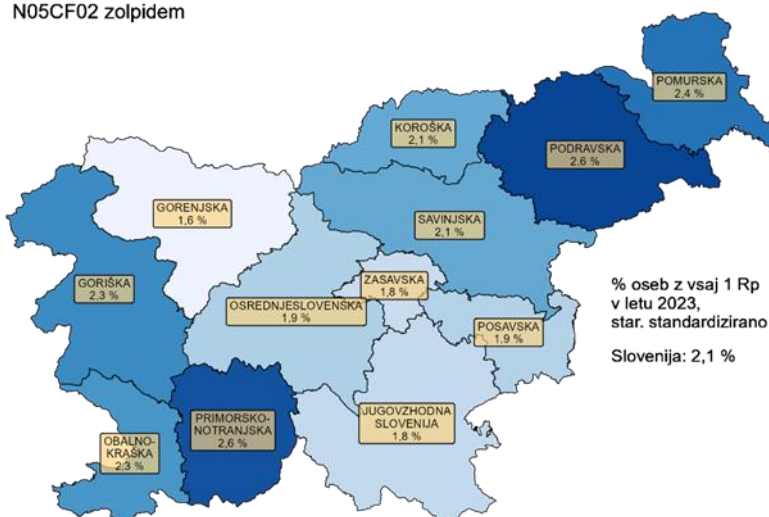 N05CF02 zolpidem
POMURSKA
2,4 %
KOROŠKA
2,1 %
PODRAVSKA
2,6 %
GORENJSKA
1,6 %
SAVINJSKA
2,1 %
GORIŠKA
2,3 %
ZASAVSKA
1,8 %
OSREDNJESLOVENSKA
1,9 %
POSAVSKA
1,9 %
% oseb z vsaj 1 Rp
v letu 2023,
star. standardizirano
Slovenija: 2,1 %
PRIMORSKO-
NOTRANJSKA
2,6 %
JUGOVZHODNA
SLOVENIJA
1,8 %
OBALNO-
KRAŠKA
2,3 %